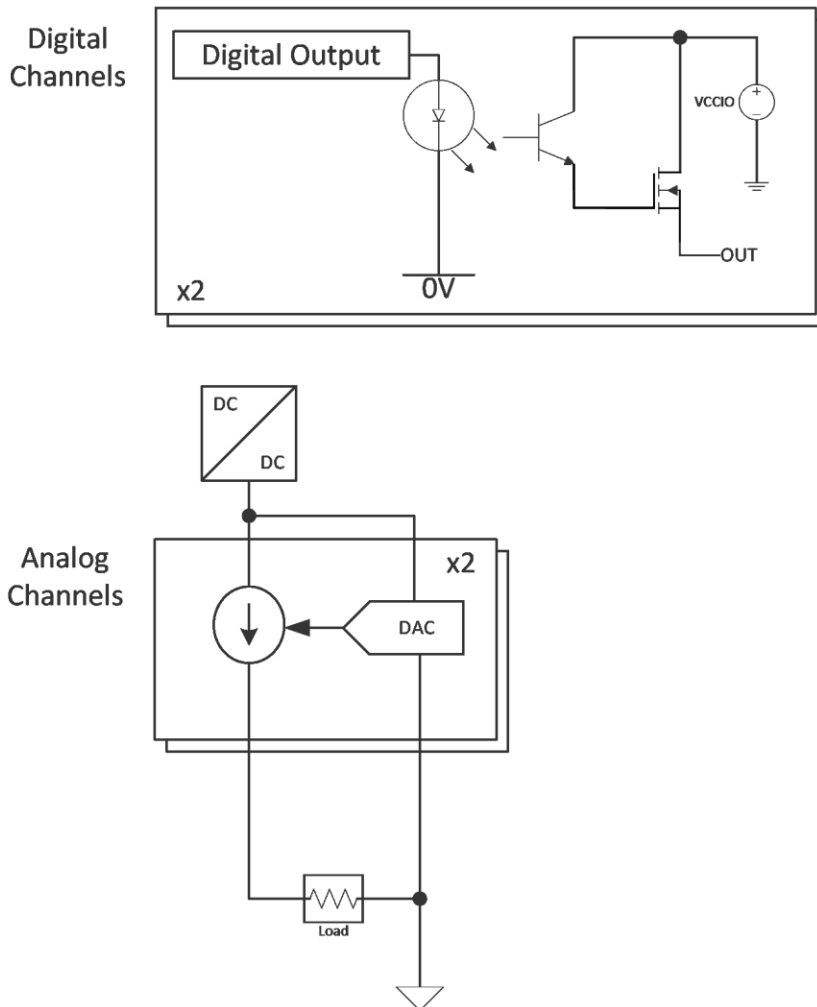 Digital
Channels
Digital Output
VCCIO
+
−
OUT
0V
x2
DC
DC
Analog
Channels
x2
DAC
Load